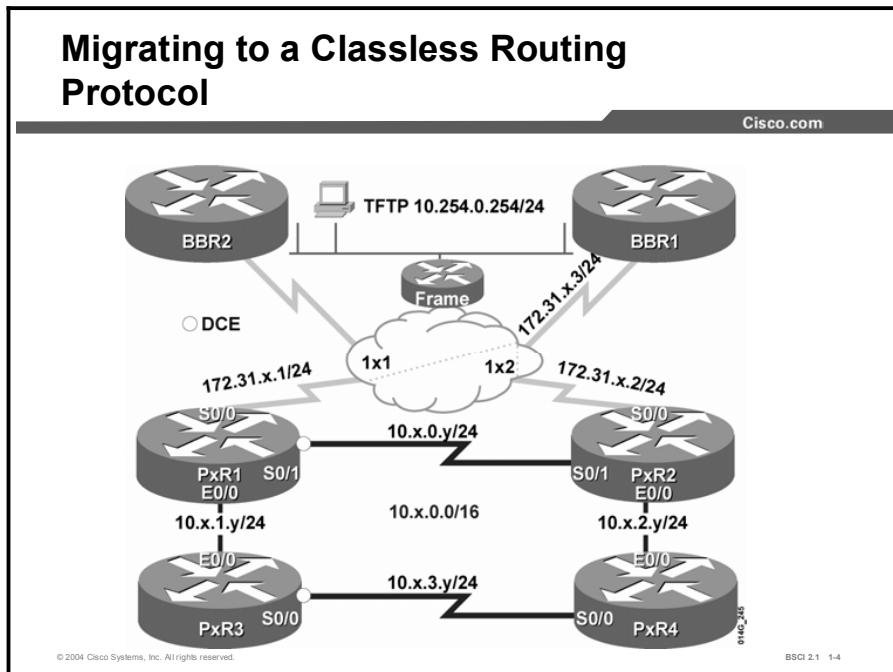 Migrating to a Classless Routing
Protocol
Cisco.com
BBR2
TFTP 10.254.0.254/24
BBR1
Frame
172.31.x.3/24
DCE
1x1
1x2
172.31.x.1/24
172.31.x.2/24
S0/0
S0/0
10.x.0.y/24
PxR1
S0/1
S0/1
PxR2
E0/0
E0/0
10.x.0.0/16
10.x.1.y/24
10.x.2.y/24
E0/0
E0/0
10.x.3.y/24
S0/0
S0/0
PxR3
PxR4
014G_245
© 2004 Cisco Systems, Inc. All rights reserved.
BSCI 2.1 1-4